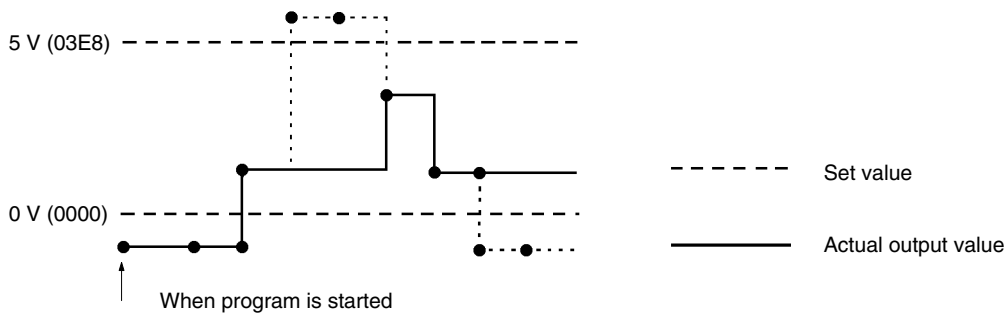 5 V (03E8)
Set value
0 V (0000)
Actual output value
When program is started